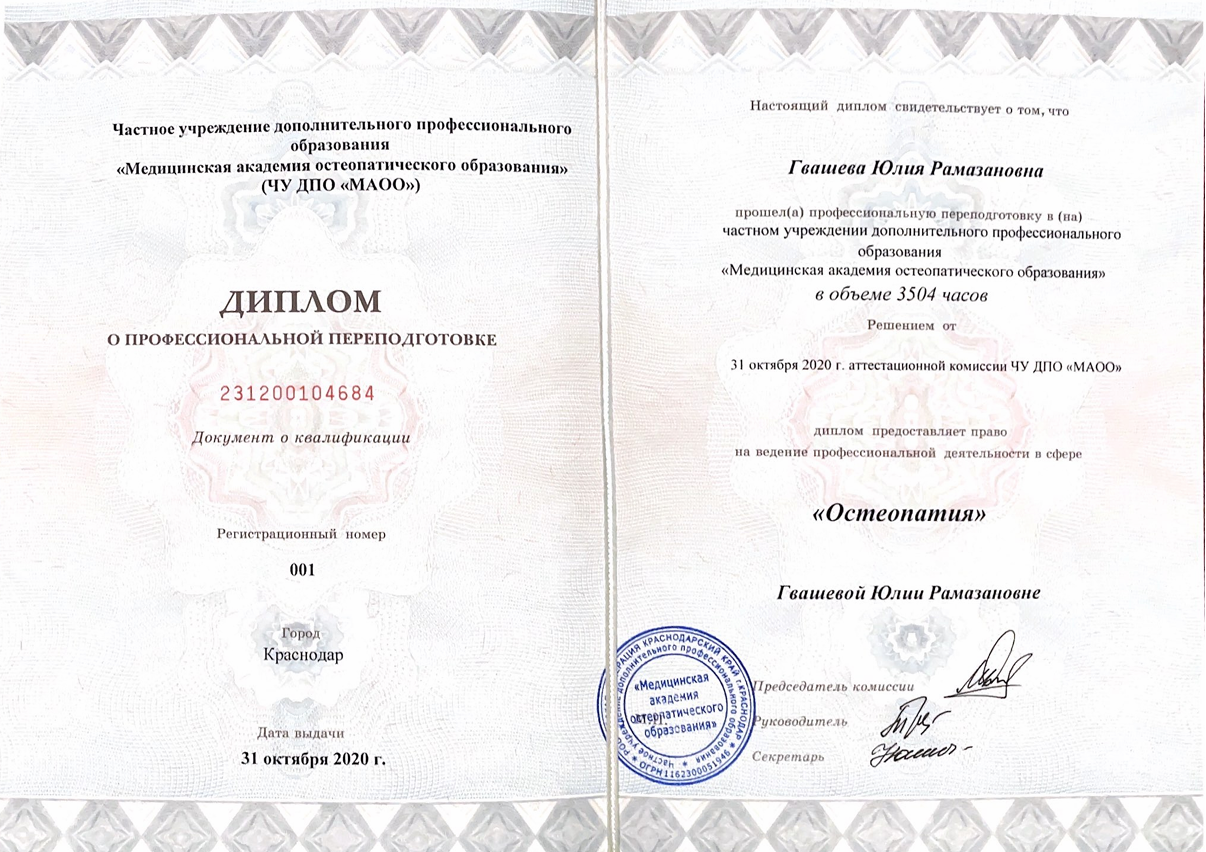 Частное учреждение дополнительного профессионального
образования
«Медицинская академия остеопатического образования»
(ЧУ ДПО «МАОО»)
ДИПЛОМ
О ПРОФЕССИОНАЛЬНОЙ ПЕРЕПОДГОТОВКЕ
231200104684
Документ о квалификации
Регистрационный номер
001
Город
Краснодар
Дата выдачи
31 октября 2020 г.
Настоящий диплом свидетельствует о том, что
Гвашева Юлия Рамазановна
прошел(а) профессиональную переподготовку в (на)
частном учреждении дополнительного профессионального
образования
«Медицинская академия остеопатического образования»
в объеме 3504 часов
Решением от
31 октября 2020 г. аттестационной комиссии ЧУ ДПО «МАОО»
диплом предоставляет право
на ведение профессиональной деятельности в сфере
«Остеопатия»
Гвашевой Юлии Рамазановне
Председатель комиссии
Руководитель
Секретарь
КРАСНОДАРСКИЙ КРАЙ г.КРАСНОДАР * ОГРН1162300051946 *
Частное учреждение дополнительного профессионального образования *
«Медицинская
академия
остеопатического
образования»